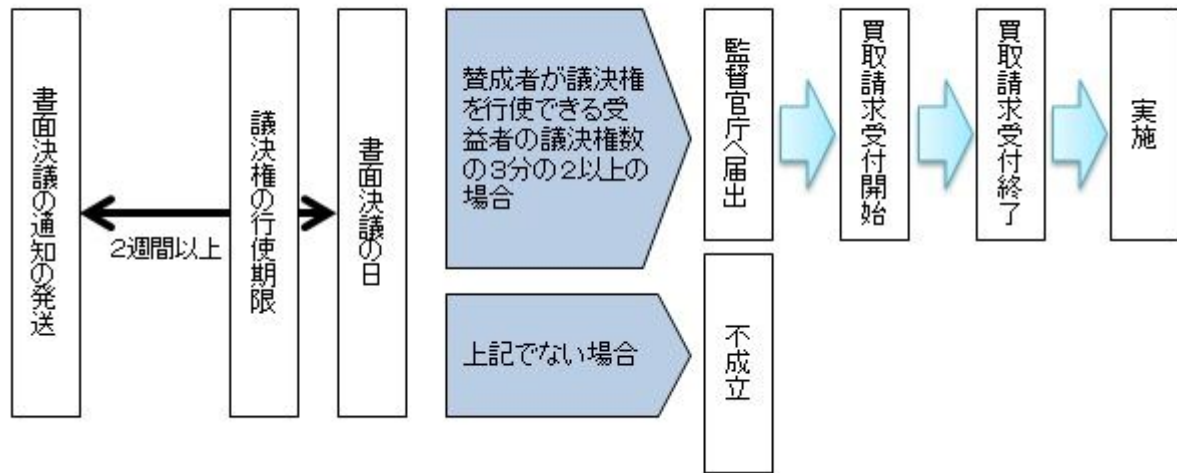 書面決議の通知の発送
2週間以上
議決権の行使期限
書面決議の日
賛成者が議決権
を行使できる受
益者の議決権数
の3分の2以上の
場合
上記でない場合
監督官庁へ届出
不成立
買取請求受付開始
買取請求受付終了
実施